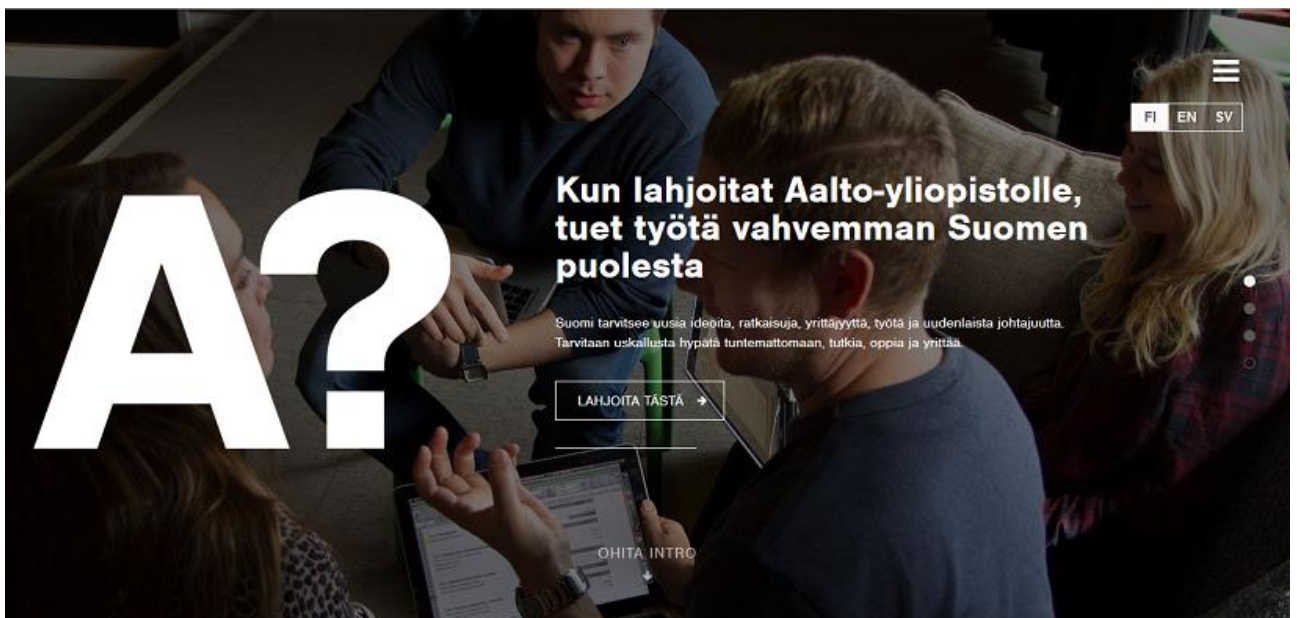 FI EN SV
A?
Kun lahjoitat Aalto-yliopistolle,
tuet työtä vahvemman Suomen
puolesta
Suomi tarvitsee uusia ideoita, ratkaisuja, yrittäjyyttä, työtä ja uudenlaista johtajuutta.
Tarvitaan uskallusta hypätä tuntemattomaan, tutkia, oppia ja yrittää.
LAHJOITA TÄSTÄ →
OHITA INTRO